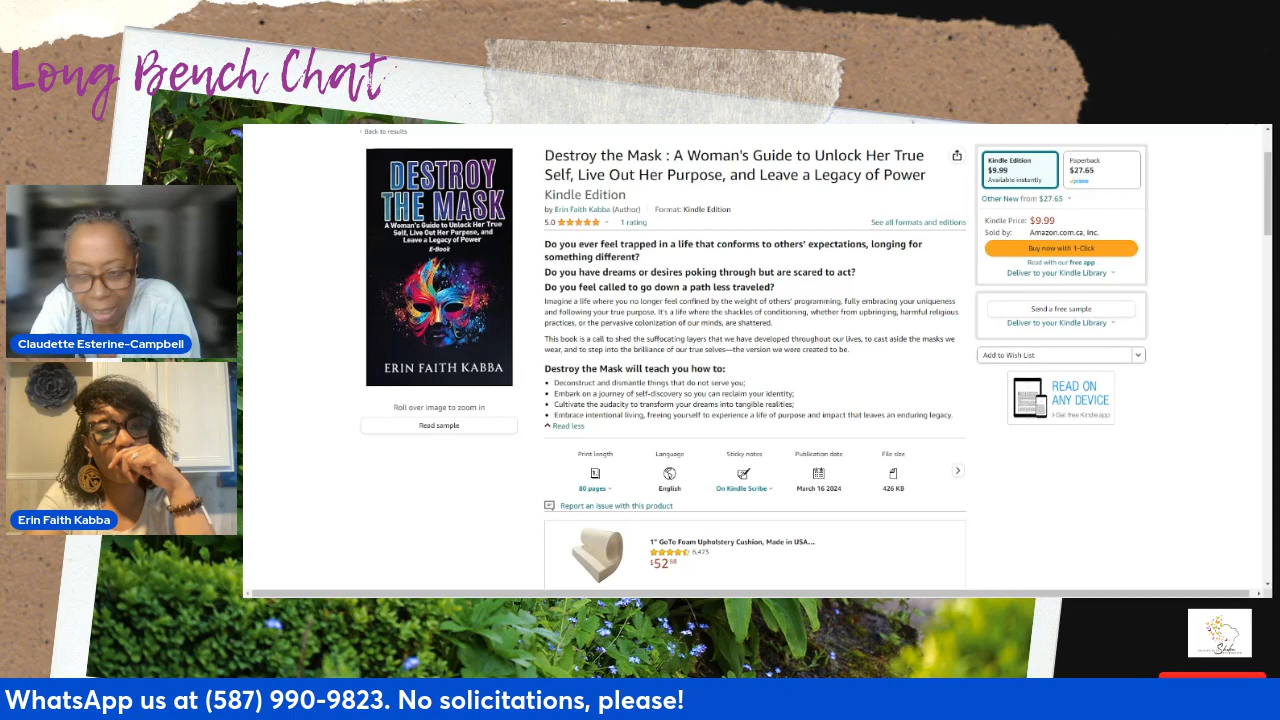 Long Bench Chat
‹ Back to results
DESTROY
THE MASK
A Woman's Guide to Unlock Her True
Self, Live Out Her Purpose, and
Leave a Legacy of Power
E-Book
ERIN FAITH KABBA
Roll over image to zoom in
Read sample
Destroy the Mask : A Woman's Guide to Unlock Her True
Self, Live Out Her Purpose, and Leave a Legacy of Power
Kindle Edition
by Erin Faith Kabba (Author) Format: Kindle Edition
5.0 1 rating
See all formats and editions
Do you ever feel trapped in a life that conforms to others' expectations, longing for
something different?
Do you have dreams or desires poking through but are scared to act?
Do you feel called to go down a path less traveled?
Imagine a life where you no longer feel confined by the weight of others' programming, fully embracing your uniqueness
and following your true purpose. It's a life where the shackles of conditioning, whether from upbringing, harmful religious
practices, or the pervasive colonization of our minds, are shattered.
This book is a call to shed the suffocating layers that we have developed throughout our lives, to cast aside the masks we
wear, and to step into the brilliance of our true selves—the version we were created to be.
Destroy the Mask will teach you how to:
• Deconstruct and dismantle things that do not serve you;
• Embark on a journey of self-discovery so you can reclaim your identity;
• Cultivate the audacity to transform your dreams into tangible realities;
• Embrace intentional living, freeing yourself to experience a life of purpose and impact that leaves an enduring legacy.
Read less
Print length
80 pages
Language
English
Sticky notes
On Kindle Scribe
Publication date
March 16 2024
File size
426 KB
Report an issue with this product
1" GoTo Foam Upholstery Cushion, Made in USA...
6,473
$52 88
Kindle Edition
$9.99
Available instantly
Paperback
$27.65
prime
Other New from $27.65
Kindle Price: $9.99
Sold by: Amazon.com.ca, Inc.
Buy now with 1-Click
Read with our free app
Deliver to your Kindle Library
Send a free sample
Deliver to your Kindle Library
Add to Wish List
READ ON
ANY DEVICE
› Get free Kindle app
Claudette Esterine-Campbell
Erin Faith Kabba
WhatsApp us at (587) 990-9823. No solicitations, please!